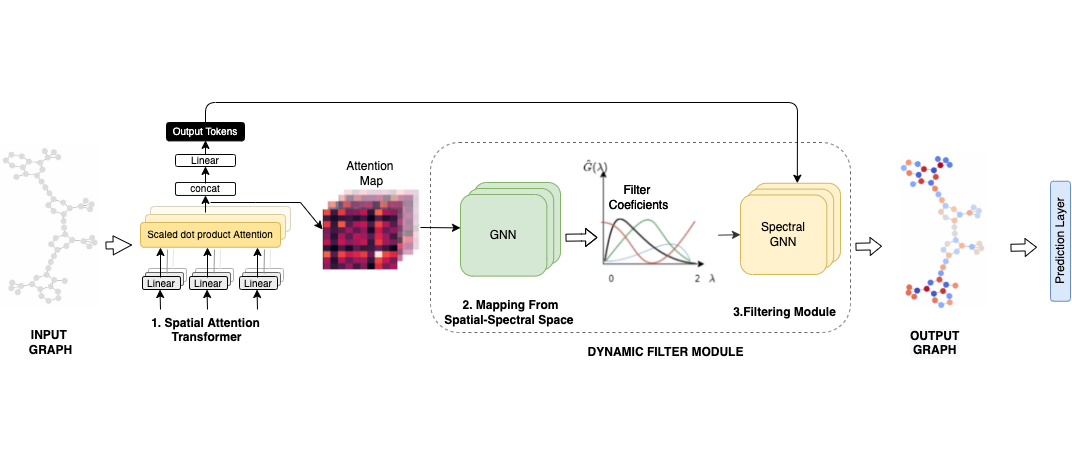 INPUT
GRAPH
Output Tokens
Linear
concat
Scaled dot product Attention
Linear
Linear
Linear
1. Spatial Attention
Transformer
Attention
Map
GNN
2. Mapping From
Spatial-Spectral Space
Ĝ(λ)
Filter
Coeficients
0
2
λ
Spectral
GNN
3.Filtering Module
DYNAMIC FILTER MODULE
OUTPUT
GRAPH
Prediction Layer